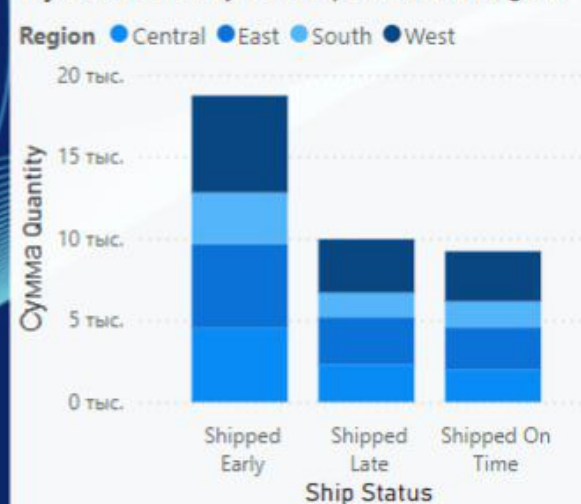 Region Central East South West
20 тыс.
15 тыс.
10 тыс.
5 тыс.
0 тыс.
Сумма Quantity
Shipped Early
Shipped Late
Shipped On Time
Ship Status